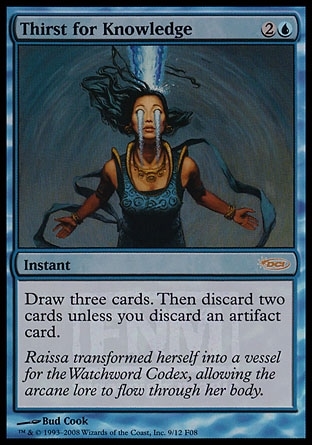 Thirst for Knowledge 2
Instant
DCI
Draw three cards. Then discard two
cards unless you discard an artifact
card.
Raissa transformed herself into a vessel
for the Watchword Codex, allowing the
arcane lore to flow through her body.
FNM
Bud Cook
™ & © 1993-2008 Wizards of the Coast, Inc. 9/12 F08